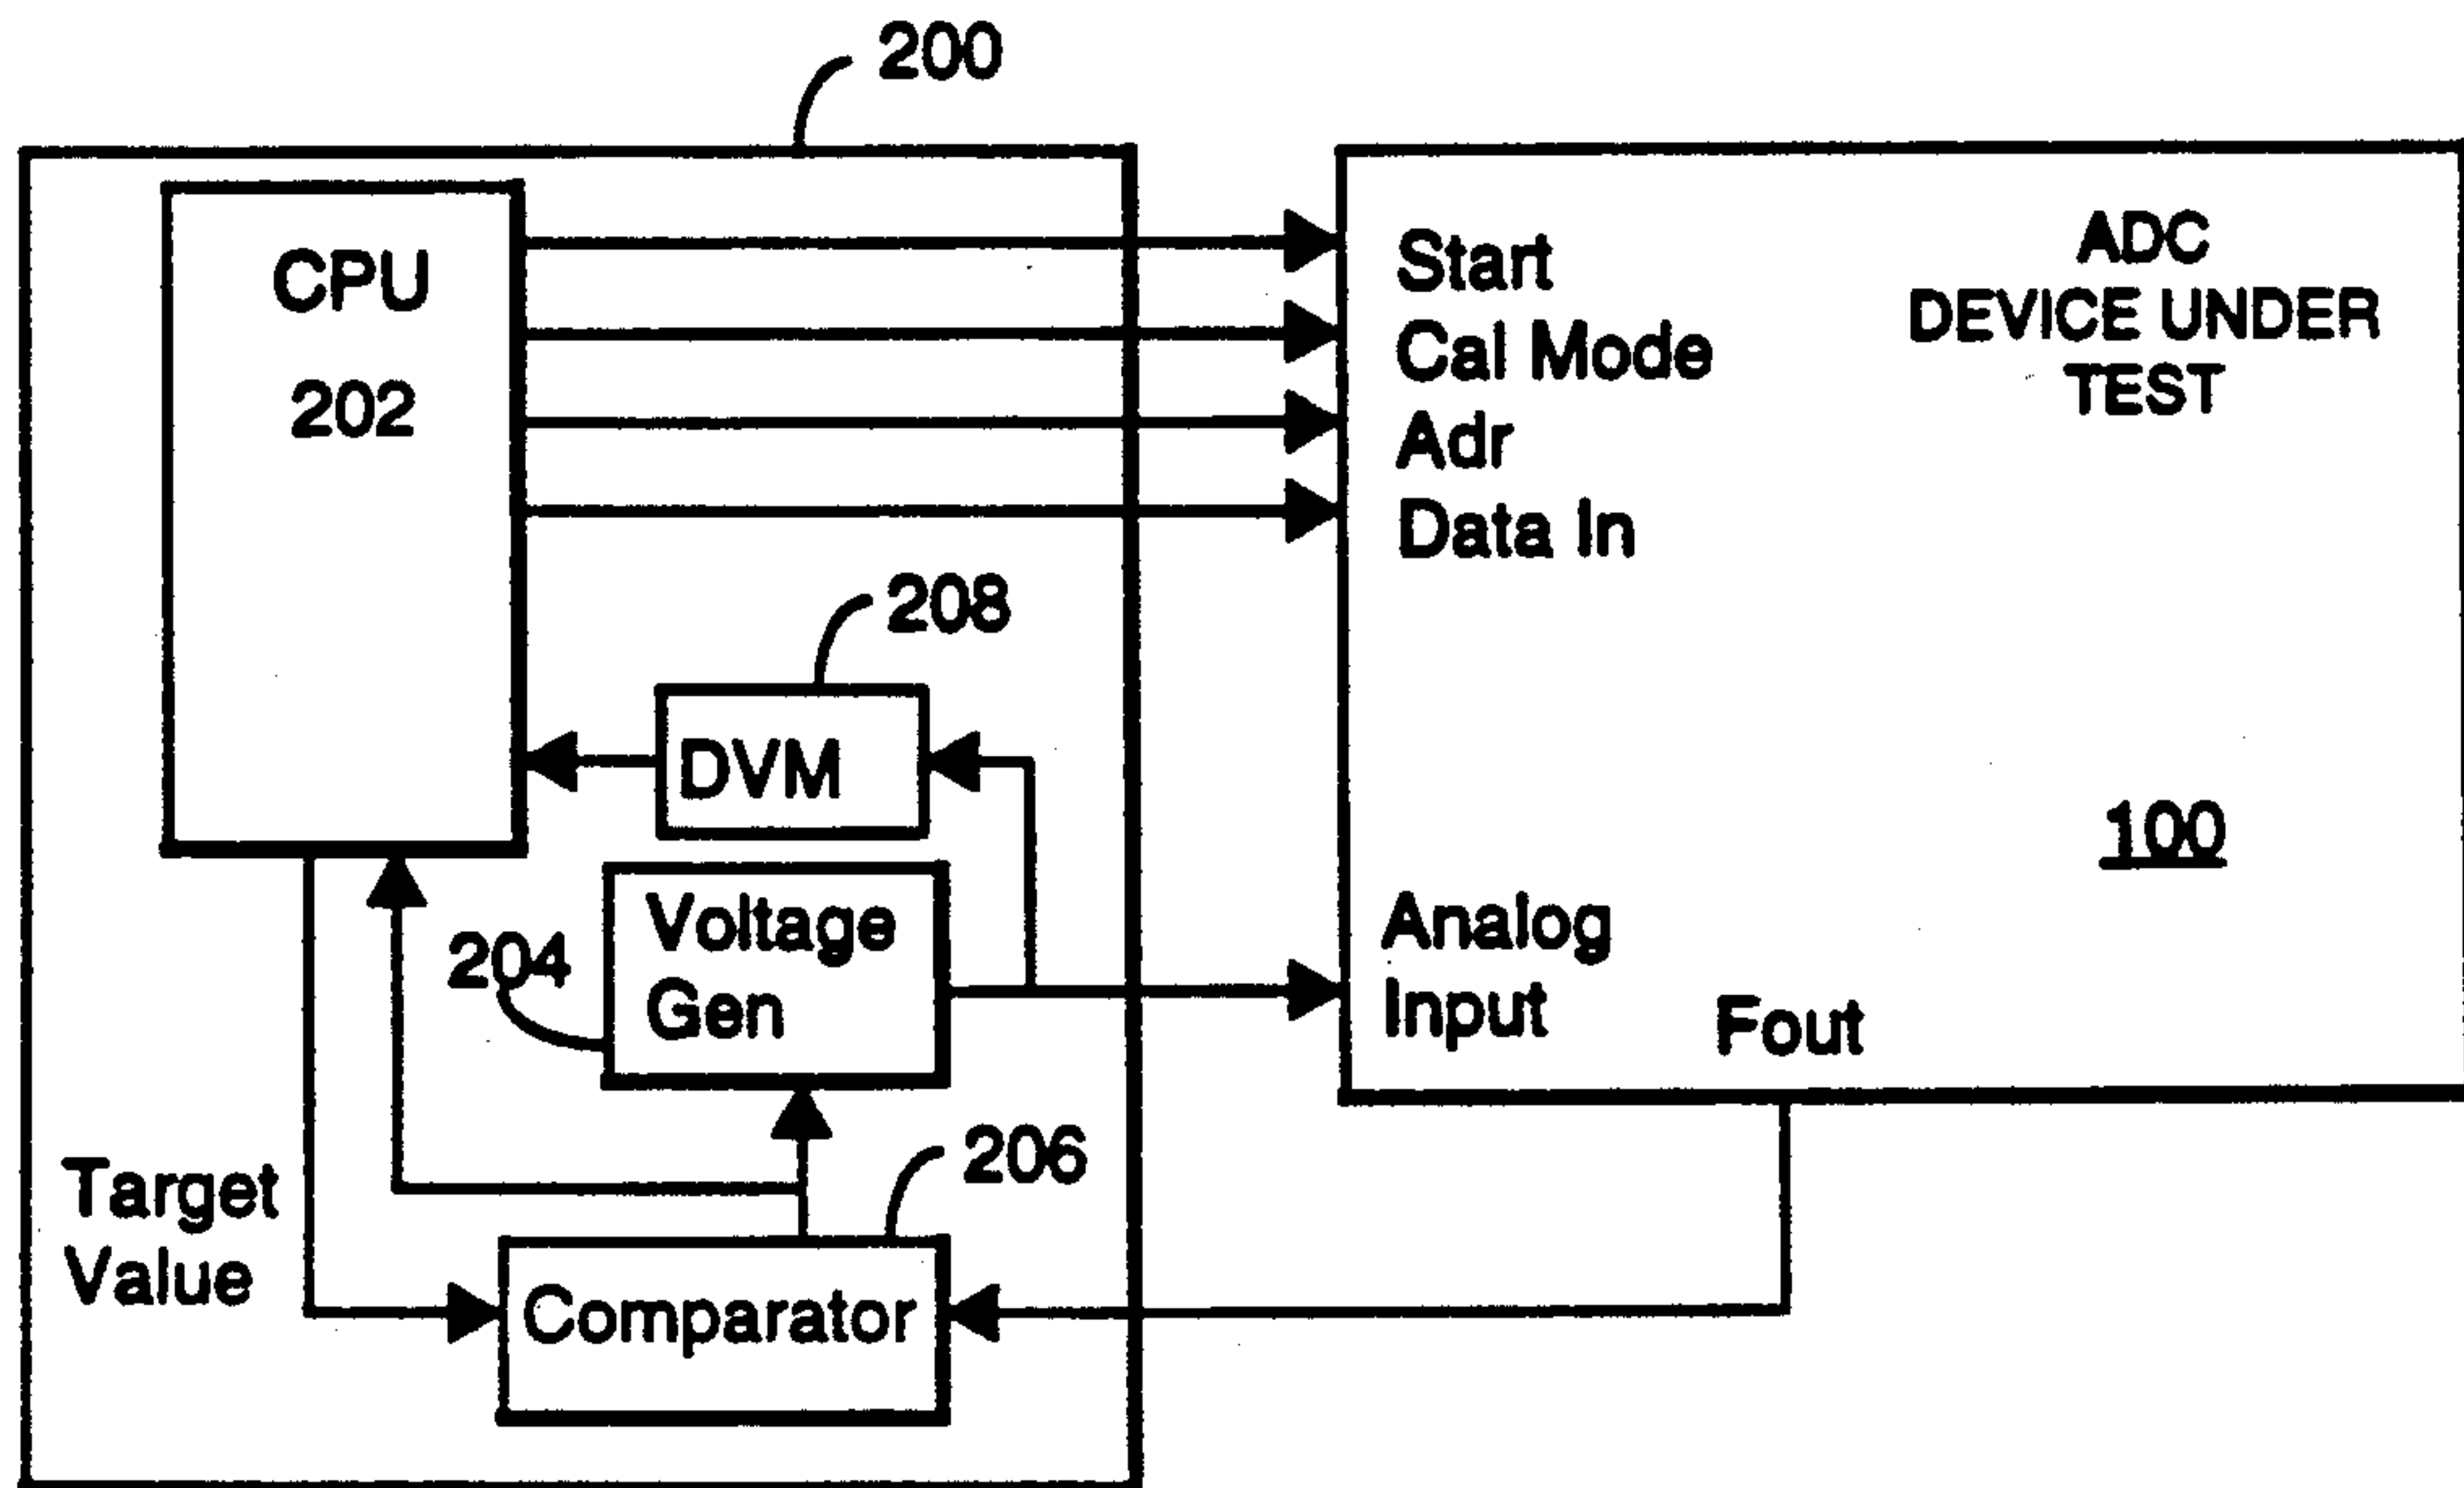 200
CPU
202
Start
Cal Mode
Adr
Data In
ADC
DEVICE UNDER
TEST
208
DVM
100
Voltage
Gen
204
Analog
Input
Fout
206
Target
Value
Comparator